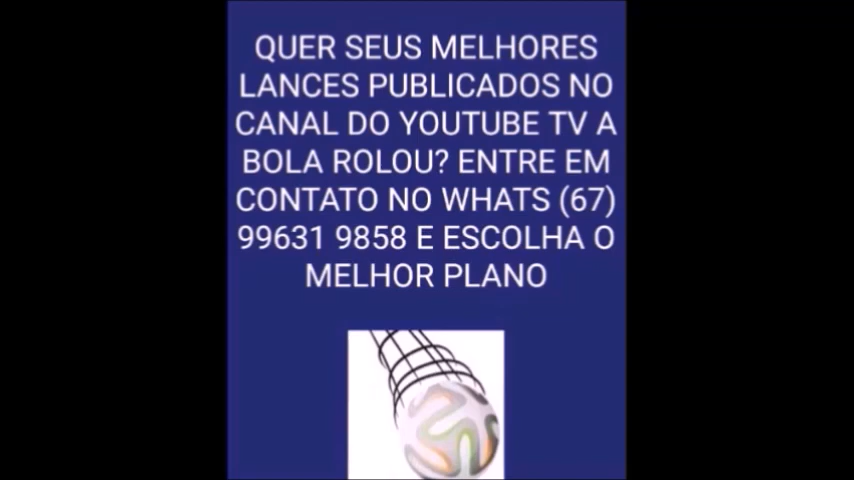 QUER SEUS MELHORES
LANCES PUBLICADOS NO
CANAL DO YOUTUBE TV A
BOLA ROLOU? ENTRE EM
CONTATO NO WHATS (67)
99631 9858 E ESCOLHA O
MELHOR PLANO